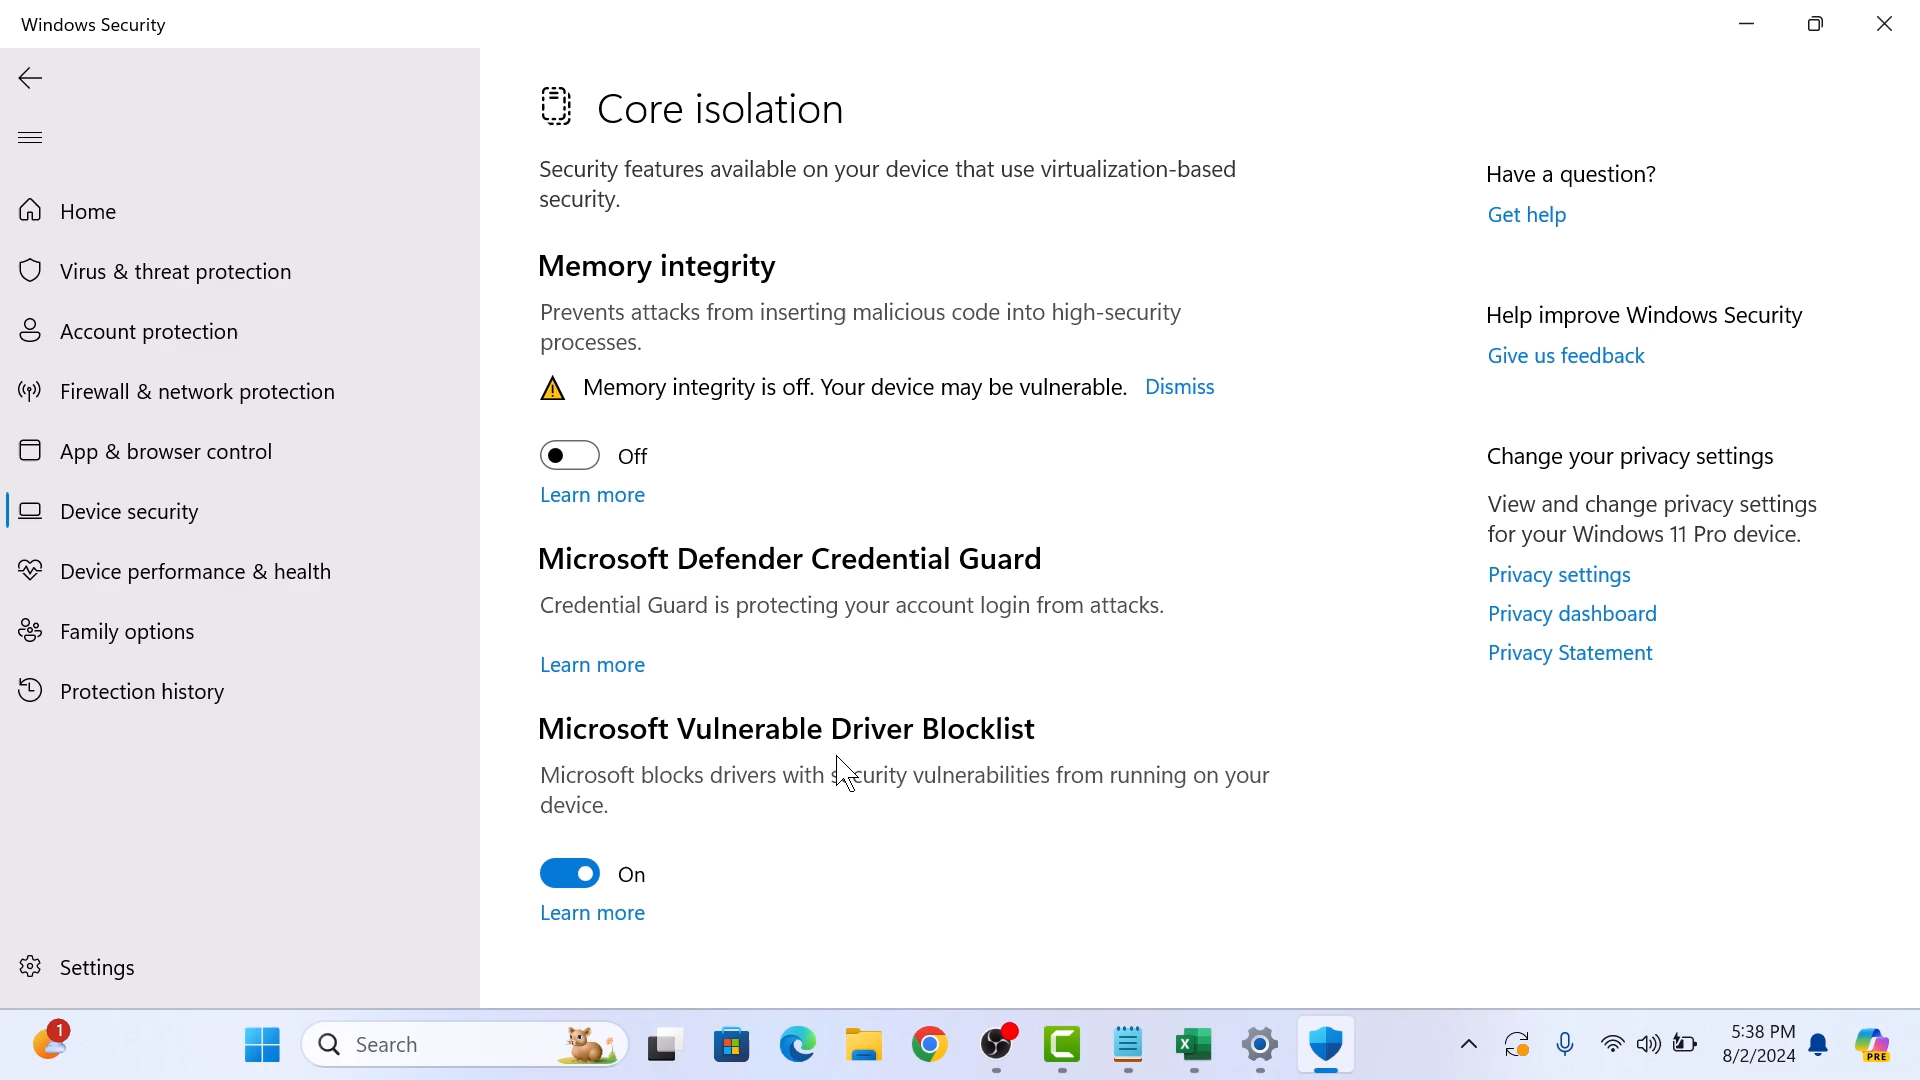 Windows Security
Home
Virus & threat protection
Account protection
Firewall & network protection
App & browser control
Device security
Device performance & health
Family options
Protection history
Settings
Core isolation
Security features available on your device that use virtualization-based
security.
Memory integrity
Prevents attacks from inserting malicious code into high-security
processes.
Memory integrity is off. Your device may be vulnerable. Dismiss
Off
Learn more
Microsoft Defender Credential Guard
Credential Guard is protecting your account login from attacks.
Learn more
Microsoft Vulnerable Driver Blocklist
Microsoft blocks drivers with security vulnerabilities from running on your
device.
On
Learn more
Have a question?
Get help
Help improve Windows Security
Give us feedback
Change your privacy settings
View and change privacy settings
for your Windows 11 Pro device.
Privacy settings
Privacy dashboard
Privacy Statement
1
Search
5:38 PM
8/2/2024
PRE